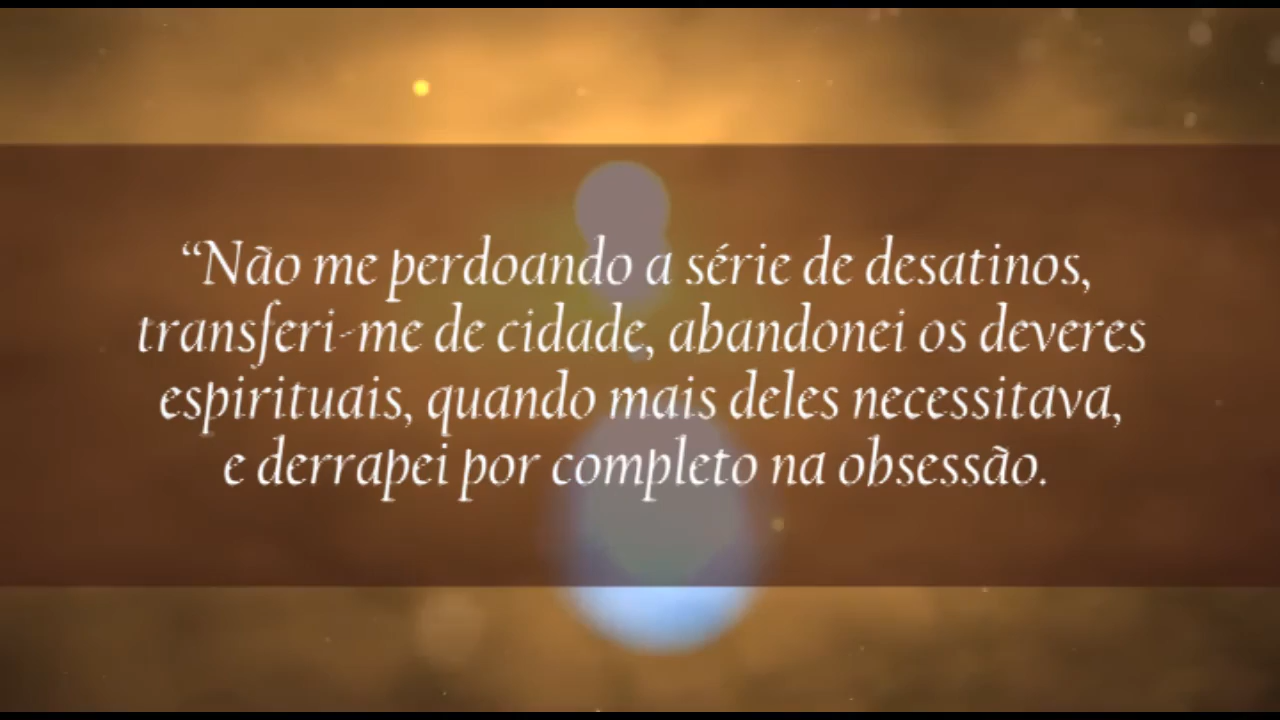 “Não me perdoando a série de desatinos,
transferi-me de cidade, abandonei os deveres
espirituais, quando mais deles necessitava,
e derrapei por completo na obsessão.